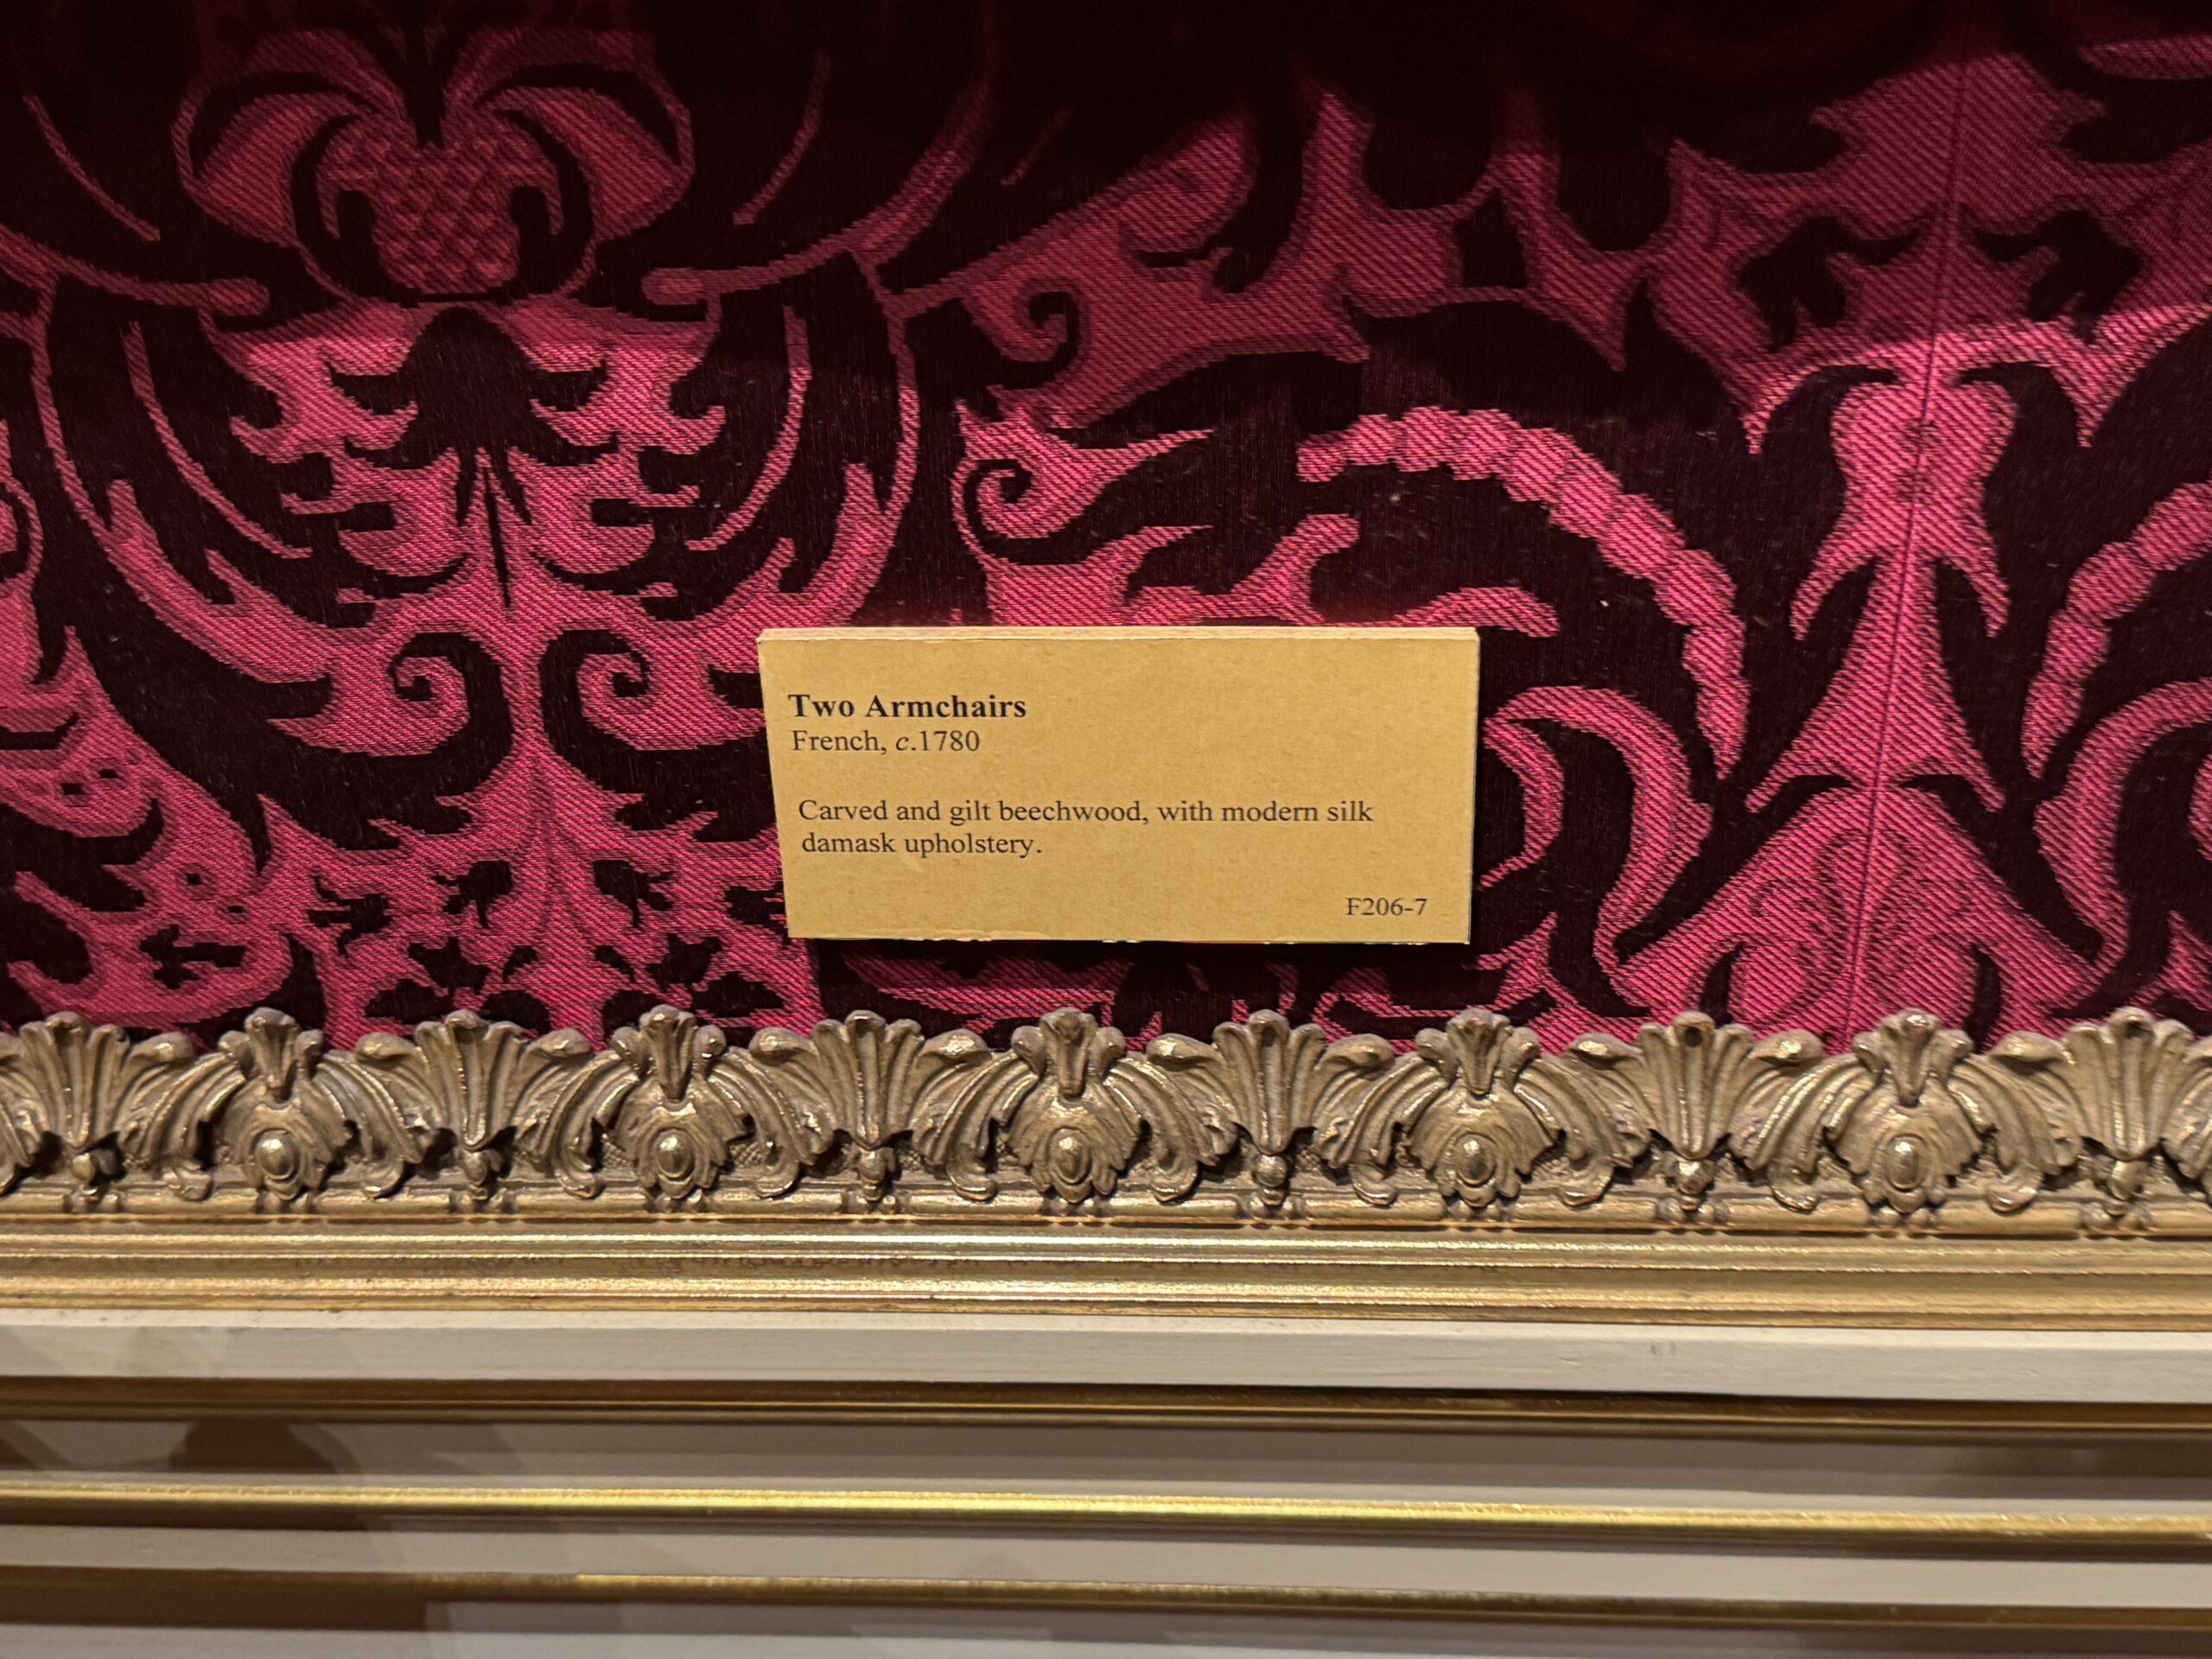 Two Armchairs
French, c.1780
Carved and gilt beechwood, with modern silk
damask upholstery.
F206-7